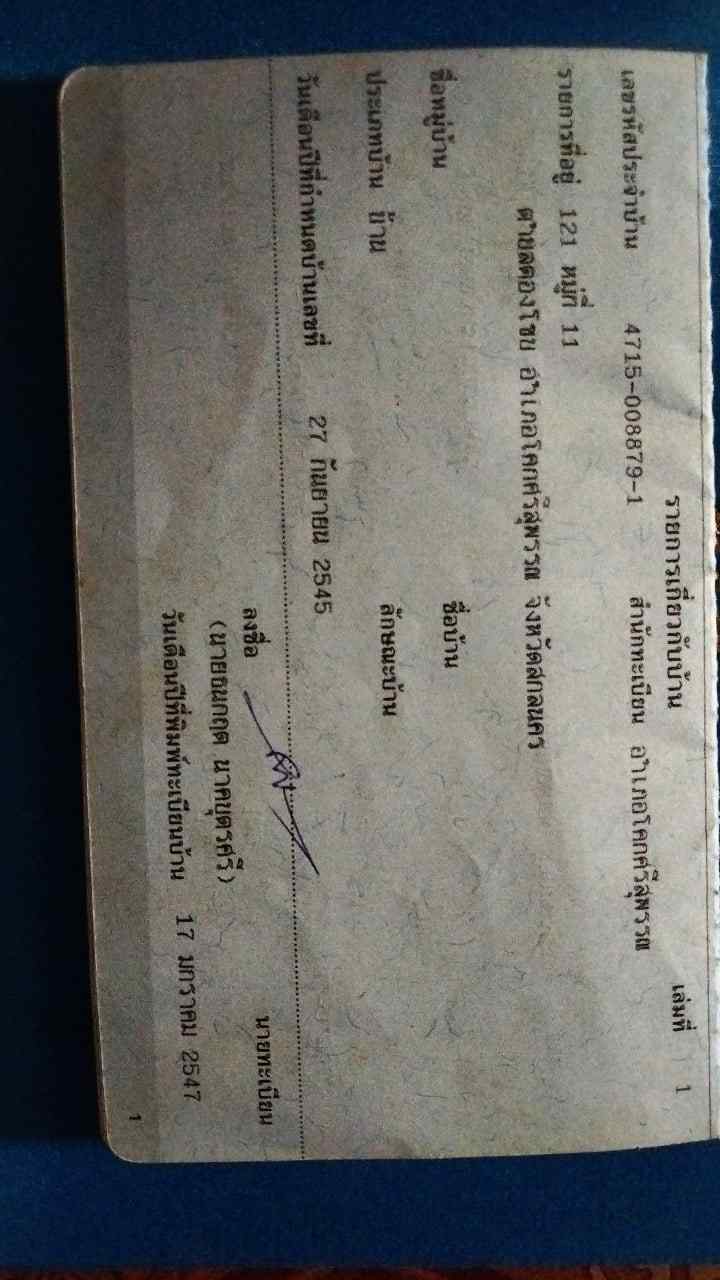 รายการเกี่ยวกับบ้าน เล่มที่ 1
เลขรหัสประจำบ้าน 4715-008879-1 สำนักทะเบียน อำเภอโคกศรีสุพรรณ
รายการที่อยู่ 121 หมู่ที่ 11
ตำบลตองโขบ อำเภอโคกศรีสุพรรณ จังหวัดสกลนคร
ชื่อหมู่บ้าน ชื่อบ้าน
ประเภทบ้าน บ้าน ลักษณะบ้าน
วันเดือนปีที่กำหนดบ้านเลขที่ 27 กันยายน 2545
ลงชื่อ นายทะเบียน
(นายธนกฤต นาคบุตรศรี)
วันเดือนปีที่พิมพ์ทะเบียนบ้าน 17 มกราคม 2547
1